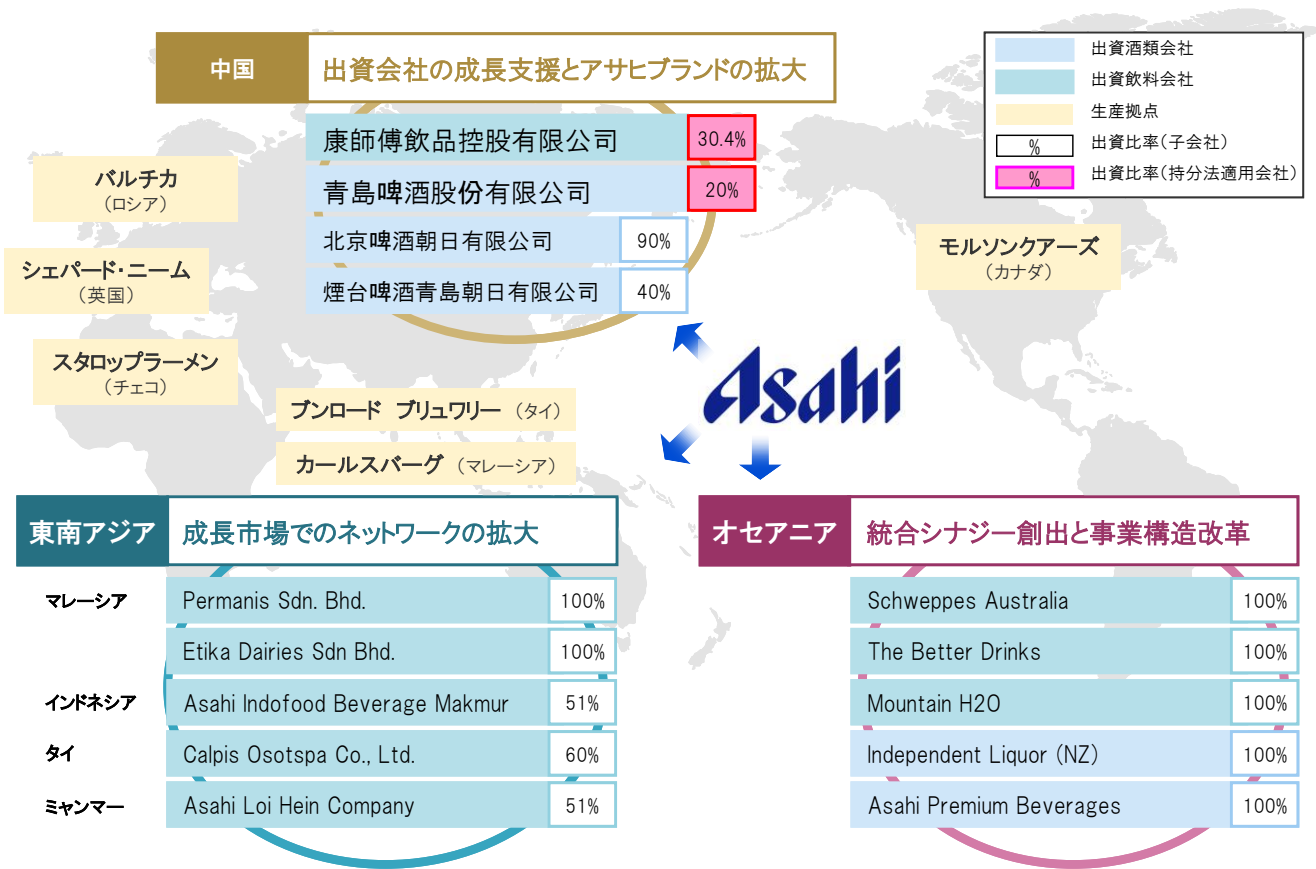 中国
出資会社の成長支援とアサヒブランドの拡大
康師傅飲品控股有限公司 30.4%
青島啤酒股份有限公司 20%
北京啤酒朝日有限公司 90%
煙台啤酒青島朝日有限公司 40%
出資酒類会社
出資飲料会社
生産拠点
% 出資比率(子会社)
% 出資比率(持分法適用会社)
バルチカ
(ロシア)
シェパード・ニーム
(英国)
スタロップラーメン
(チェコ)
モルソンクアーズ
(カナダ)
ブンロード ブリュワリー (タイ)
カールスバーグ (マレーシア)
Asahi
東南アジア
成長市場でのネットワークの拡大
マレーシア Permanis Sdn. Bhd. 100%
Etika Dairies Sdn Bhd. 100%
インドネシア Asahi Indofood Beverage Makmur 51%
タイ Calpis Osotspa Co., Ltd. 60%
ミャンマー Asahi Loi Hein Company 51%
オセアニア
統合シナジー創出と事業構造改革
Schweppes Australia 100%
The Better Drinks 100%
Mountain H2O 100%
Independent Liquor (NZ) 100%
Asahi Premium Beverages 100%